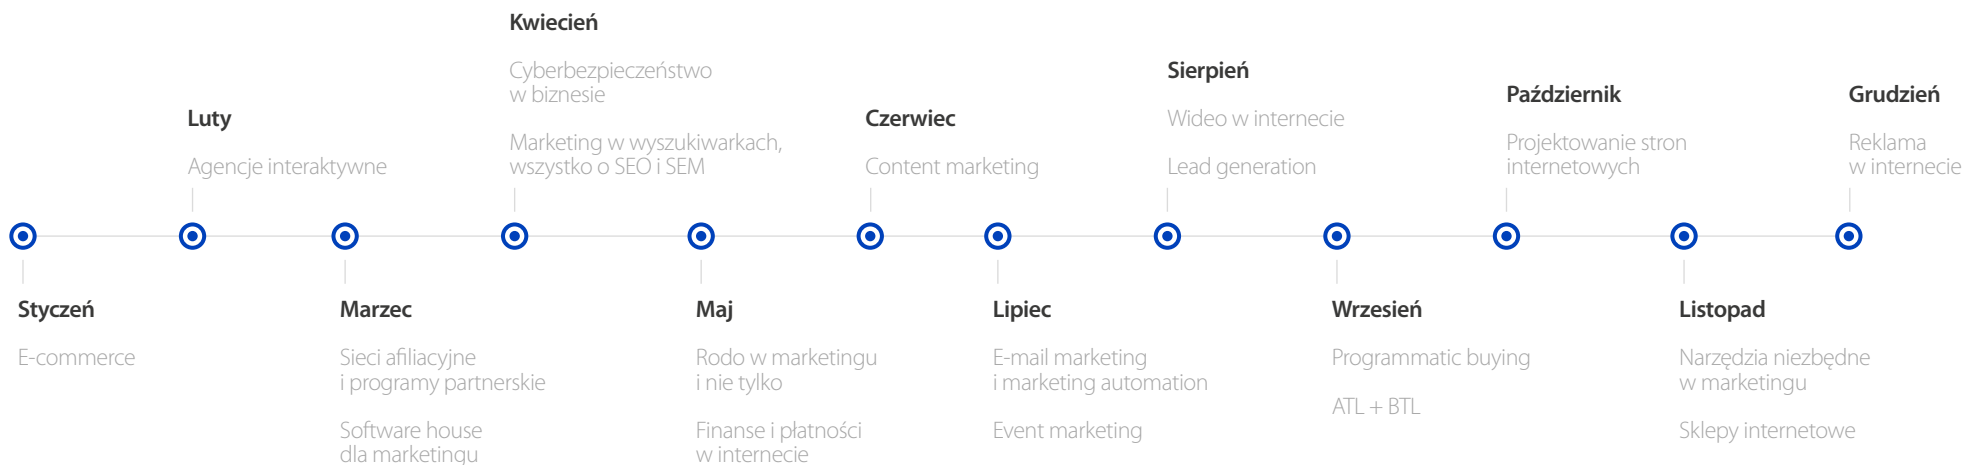 Styczeń
E-commerce
Luty
Agencje interaktywne
Marzec
Sieci afiliacyjne
i programy partnerskie
Software house
dla marketingu
Kwiecień
Cyberbezpieczeństwo
w biznesie
Marketing w wyszukiwarkach,
wszystko o SEO i SEM
Maj
Rodo w marketingu
i nie tylko
Finanse i płatności
w internecie
Czerwiec
Content marketing
Lipiec
E-mail marketing
i marketing automation
Event marketing
Sierpień
Wideo w internecie
Lead generation
Wrzesień
Programmatic buying
ATL + BTL
Październik
Projektowanie stron
internetowych
Listopad
Narzędzia niezbędne
w marketingu
Sklepy internetowe
Grudzień
Reklama
w internecie